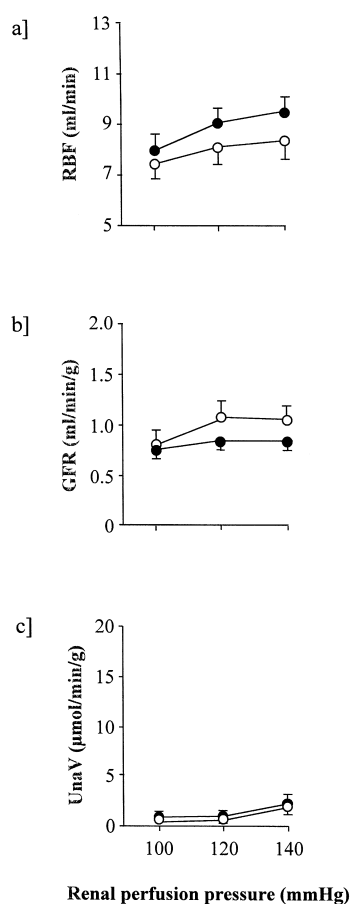 a]
13
11
9
7
5
RBF (ml/min)
b]
2.0
1.5
1.0
0.5
0
GFR (ml/min/g)
c]
20
15
10
5
0
UnaV (μmol/min/g)
100 120 140
Renal perfusion pressure (mmHg)